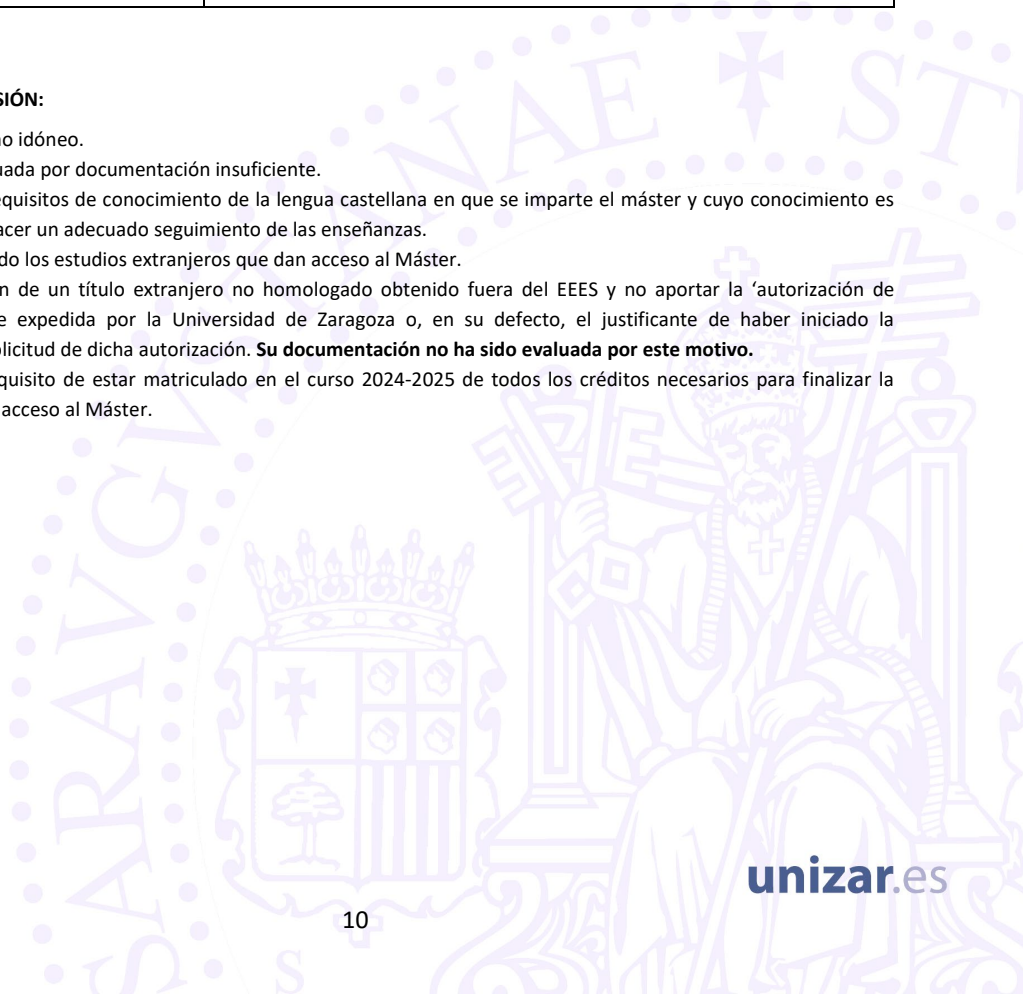 SIÓN:
no idóneo.
uada por documentación insuficiente.
equisitos de conocimiento de la lengua castellana en que se imparte el máster y cuyo conocimiento es
acer un adecuado seguimiento de las enseñanzas.
do los estudios extranjeros que dan acceso al Máster.
n de un título extranjero no homologado obtenido fuera del EEES y no aportar la ‘autorización de
e expedida por la Universidad de Zaragoza o, en su defecto, el justificante de haber iniciado la
olicitud de dicha autorización. Su documentación no ha sido evaluada por este motivo.
quisito de estar matriculado en el curso 2024-2025 de todos los créditos necesarios para finalizar la
acceso al Máster.
SARAVGVSTANAE STV
unizar.es
10
S